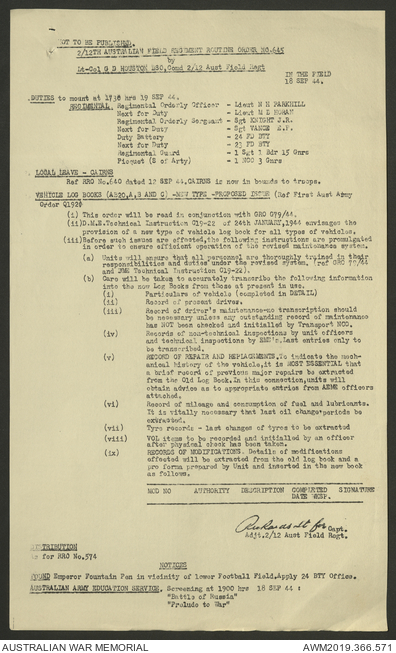 NOT TO BE PUBLISHED.
2/12TH AUSTRALIAN FIELD REGIMENT ROUTINE ORDER NO.645
by
Lt-Col G D HOUSTON DSO, Comd 2/12 Aust Field Regt
IN THE FIELD
18 SEP 44.
DUTIES to mount at 1730 hrs 19 SEP 44.
REGIMENTAL Regimental Orderly Officer - Lieut N H PARKHILL
Next for Duty - Lieut M D MORAN
Regimental Orderly Sergeant - Sgt KNIGHT J.R.
Next for Duty - Sgt VANCE E.F.
Duty Battery - 24 FD BTY
Next for Duty - 23 FD BTY
Regimental Guard - 1 Sgt 1 Bdr 15 Gnrs
Picquet (S of Arty) - 1 NCO 3 Gnrs
LOCAL LEAVE - CAIRNS
Ref RRO No.640 dated 12 SEP 44, CAIRNS is now in bounds to troops.
VEHICLE LOG BOOKS (AB20,A,B AND C) -NEW TYPE -PROPOSED ISSUE (Ref First Aust Army
Order Q192)
(i) This order will be read in conjunction with GRO 079/44.
(ii) D.M.E. Technical Instruction Q15-22 of 24th JANUARY,1944 envisages the
provision of a new type of vehicle log book for all types of vehicles.
(iii) Before such issues are effected, the following instructions are promulgated
in order to ensure efficient operation of the revised maintenance system.
(a) Units will ensure that all personnel are thoroughly trained in their
responsibilities and duties under the revised system, (ref GRO 79/44
and DME Technical Instruction Q15-22).
(b) Care will be taken to accurately transcribe the following information
into the new Log Books from those at present in use.
(i) Particulars of vehicle (completed in DETAIL)
(ii) Record of present drives.
(iii) Record of driver's maintenance-no transcription should
be necessary unless any outstanding record of maintenance
has NOT been checked and initialled by Transport NCO.
(iv) Records of non-technical inspections by unit officers
and technical inspections by EME's. Last entries only to
be transcribed.
(v) RECORD OF REPAIR AND REPLACEMENTS. To indicate the mech-
anical history of the vehicle, it is MOST ESSENTIAL that
a brief record of previous major repairs be extracted
from the Old Log Book. In this connection, units will
obtain advice as to appropriate entries from AEME officers
attached.
(vi) Record of mileage and consumption of fuel and lubricants.
It is vitally necessary that last oil change periods be
extracted.
(vii) Tyre records - last changes of tyres to be extracted
(viii) VOL items to be recorded and initialled by an officer
after physical check has been taken.
(ix) RECORDS OF MODIFICATIONS. Details of modifications
effected will be extracted from the old log book and a
pro forma prepared by Unit and inserted in the new book
as follows.
MOD NO AUTHORITY DESCRIPTION COMPLETED SIGNATURE
DATE WKSP.
for Capt.
Adjt.2/12 Aust Field Regt.
DISTRIBUTION
As for RRO No.574
NOTICES
FOUND Emperor Fountain Pen in vicinity of lower Football Field. Apply 24 BTY Office.
AUSTRALIAN ARMY EDUCATION SERVICE. Screening at 1900 hrs 18 SEP 44 :
"Battle of Russia"
"Prelude to War"
AUSTRALIAN WAR MEMORIAL
AWM2019.366.571